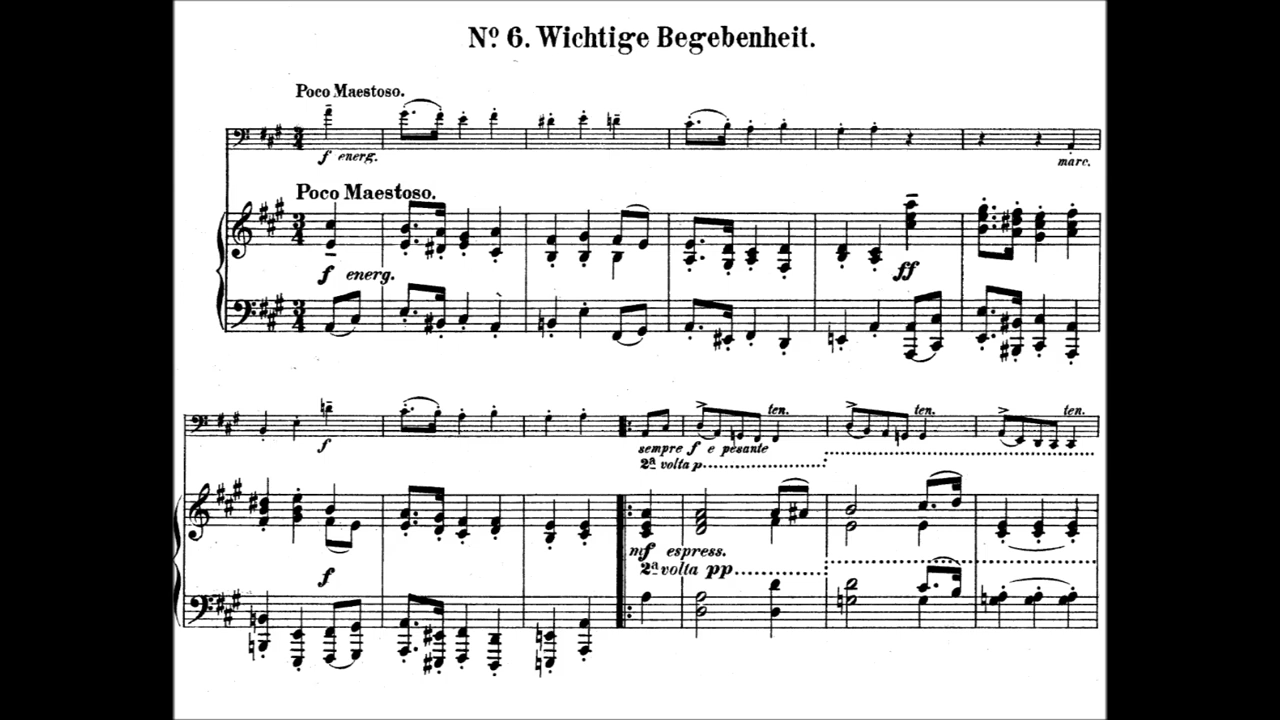 Nº 6. Wichtige Begebenheit.
Poco Maestoso.
f energ.
marc.
Poco Maestoso.
f energ.
ff
f
ten.
ten.
ten.
sempre f e pesante
2ª volta p
f
mf espress.
2ª volta pp